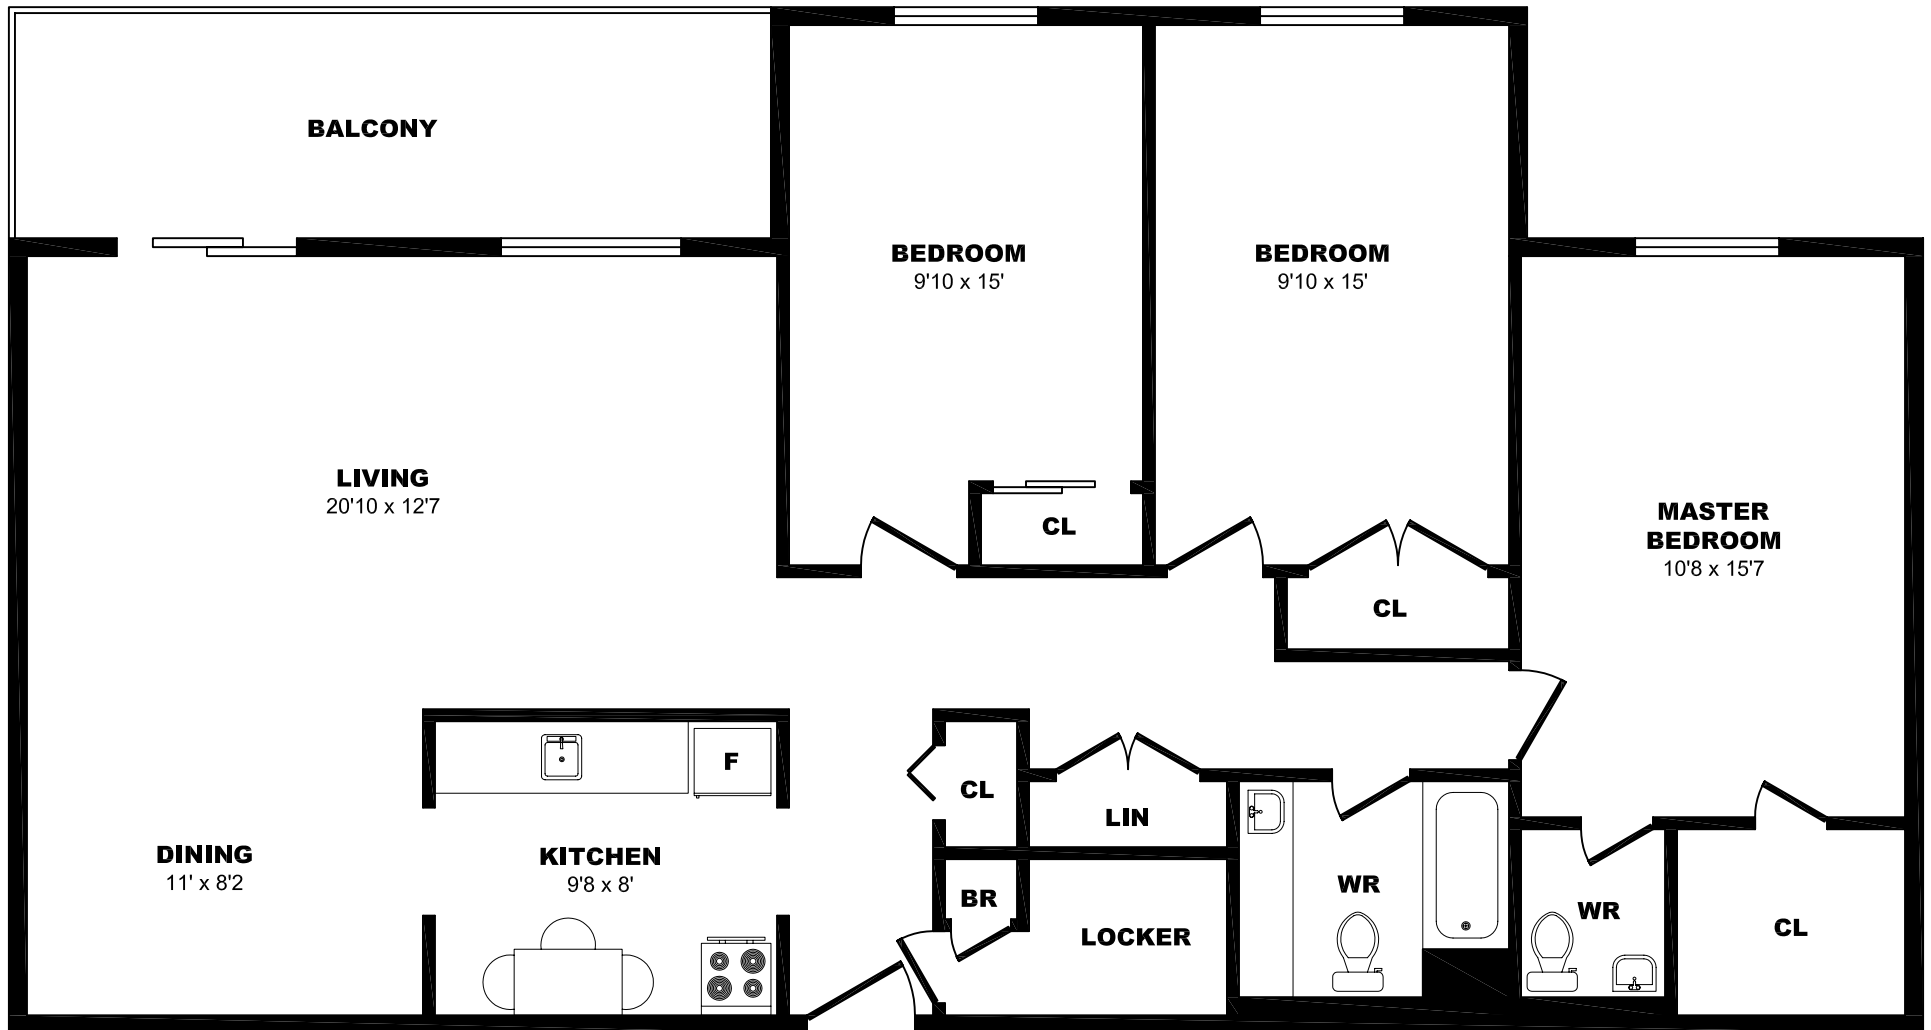 BALCONY
BEDROOM
9'10 x 15'
BEDROOM
9'10 x 15'
LIVING
20'10 x 12'7
CL
MASTER
BEDROOM
10'8 x 15'7
CL
F
CL
LIN
DINING
11' x 8'2
KITCHEN
9'8 x 8'
BR
LOCKER
WR
WR
CL